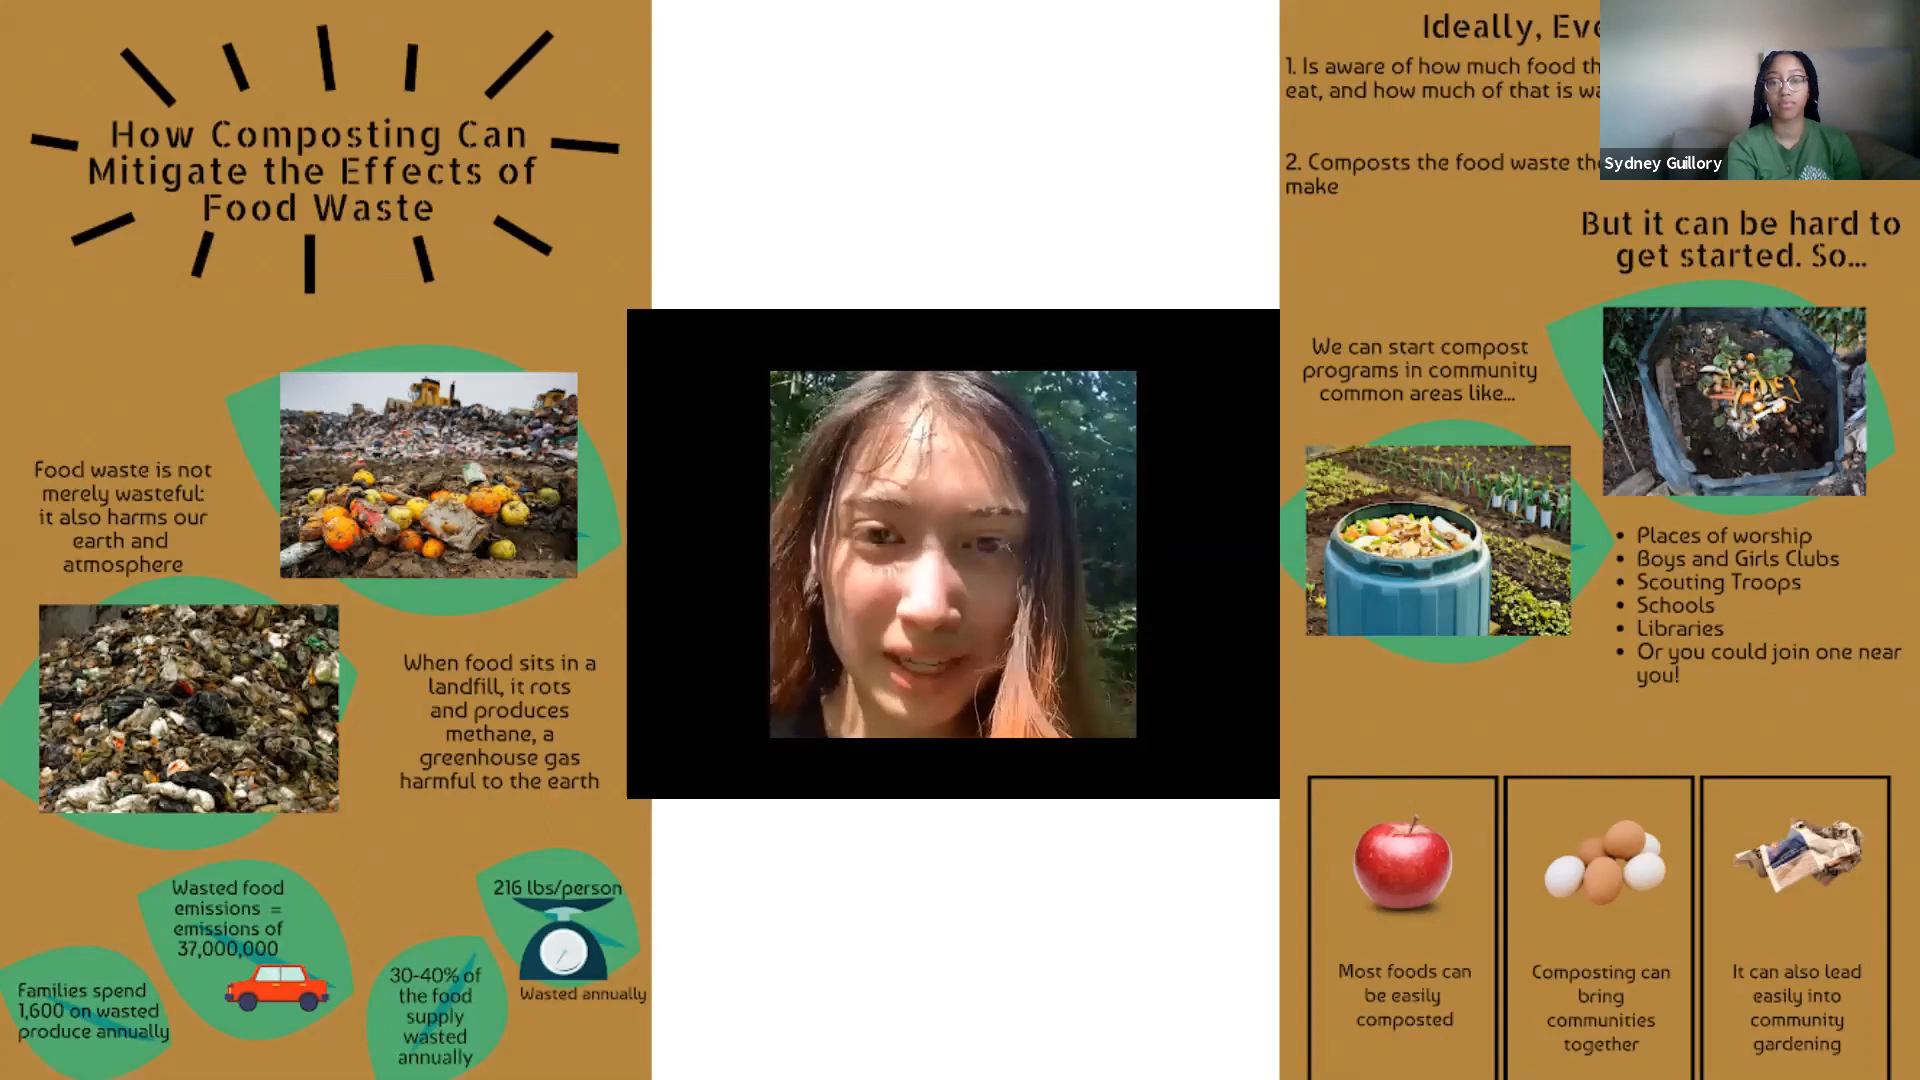 How Composting Can
Mitigate the Effects of
Food Waste
Food waste is not
merely wasteful:
it also harms our
earth and
atmosphere
When food sits in a
landfill, it rots
and produces
methane, a
greenhouse gas
harmful to the earth
Wasted food
emissions =
emissions of
37,000,000
216 lbs/person
Wasted annually
Families spend
1,600 on wasted
produce annually
30-40% of
the food
supply
wasted
annually
Ideally,
1. Is aware of how much food
eat, and how much of that is
2. Composts the food waste
make
Sydney Guillory
But it can be hard to
get started. So...
We can start compost
programs in community
common areas like...
• Places of worship
• Boys and Girls Clubs
• Scouting Troops
• Schools
• Libraries
• Or you could join one near
you!
Most foods can
be easily
composted
Composting can
bring
communities
together
It can also lead
easily into
community
gardening